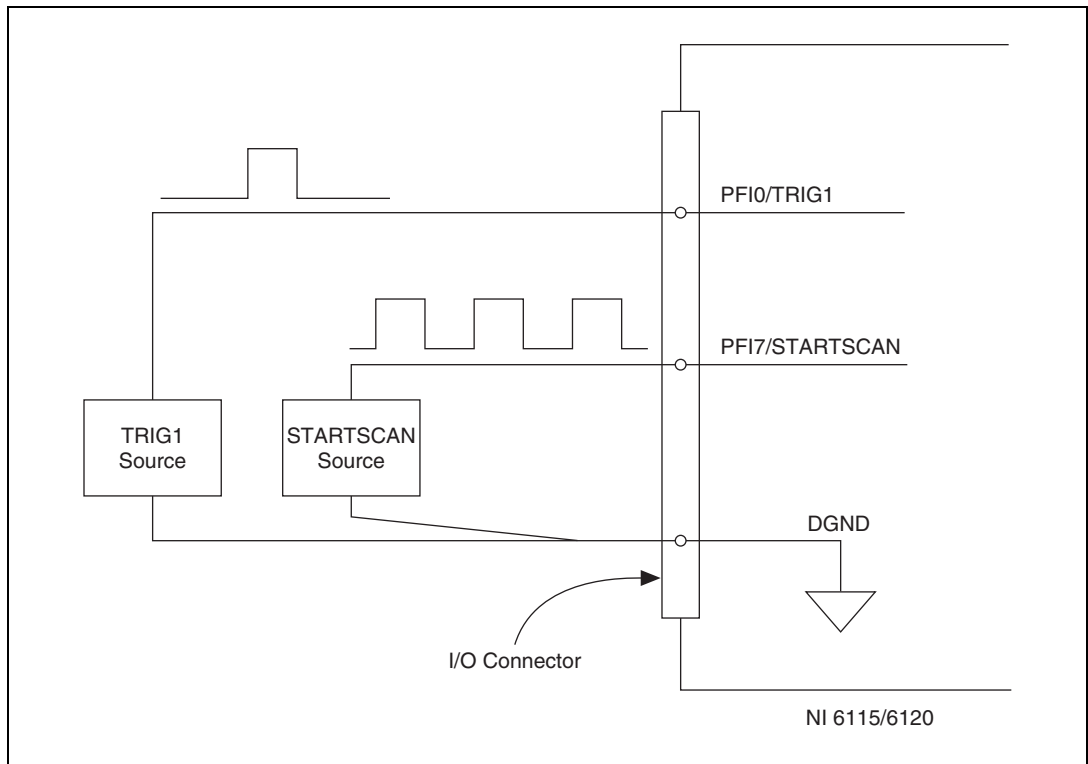 PFI0/TRIG1
PFI7/STARTSCAN
TRIG1
Source
STARTSCAN
Source
DGND
I/O Connector
NI 6115/6120